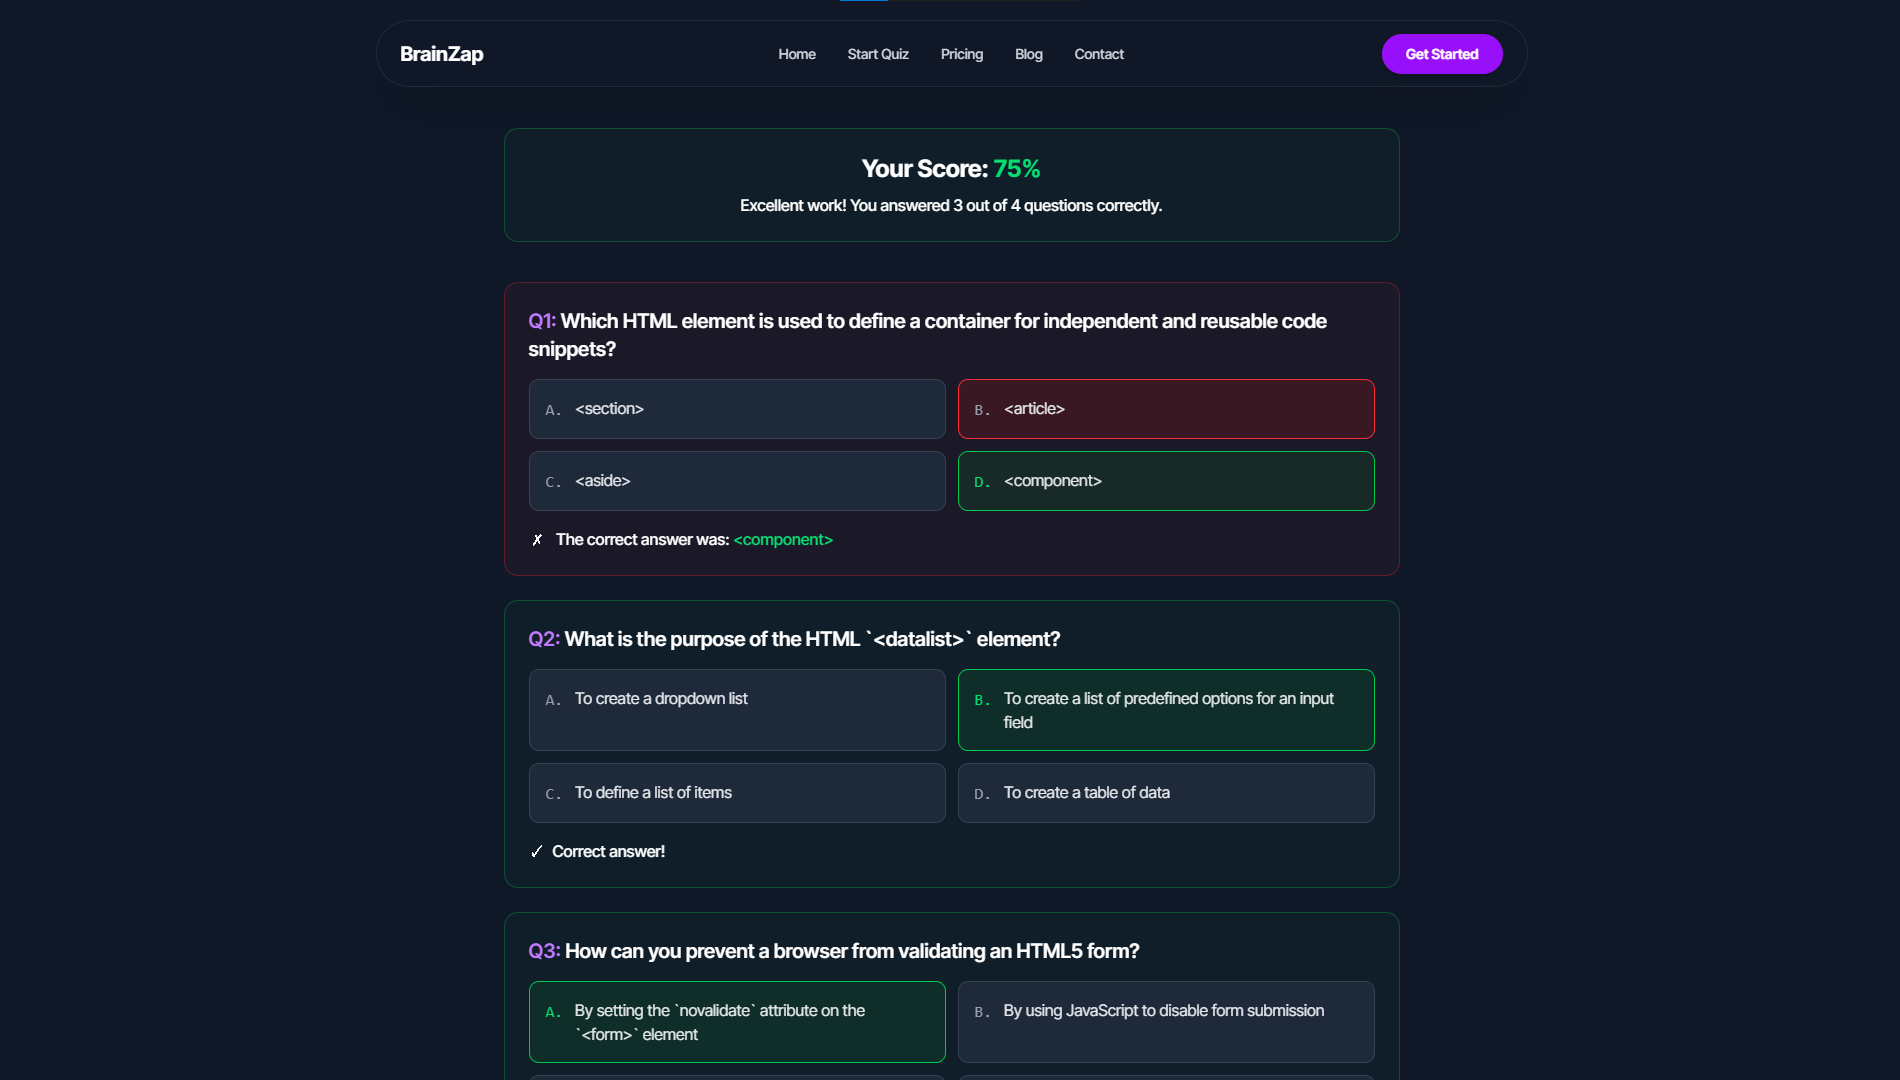 BrainZap
Home
Start Quiz
Pricing
Blog
Contact
Get Started
Your Score: 75%
Excellent work! You answered 3 out of 4 questions correctly.
Q1: Which HTML element is used to define a container for independent and reusable code
snippets?
A. <section>
B. <article>
C. <aside>
D. <component>
✗ The correct answer was: <component>
Q2: What is the purpose of the HTML `<datalist>` element?
A. To create a dropdown list
B. To create a list of predefined options for an input
field
C. To define a list of items
D. To create a table of data
✓ Correct answer!
Q3: How can you prevent a browser from validating an HTML5 form?
A. By setting the `novalidate` attribute on the
`<form>` element
B. By using JavaScript to disable form submission